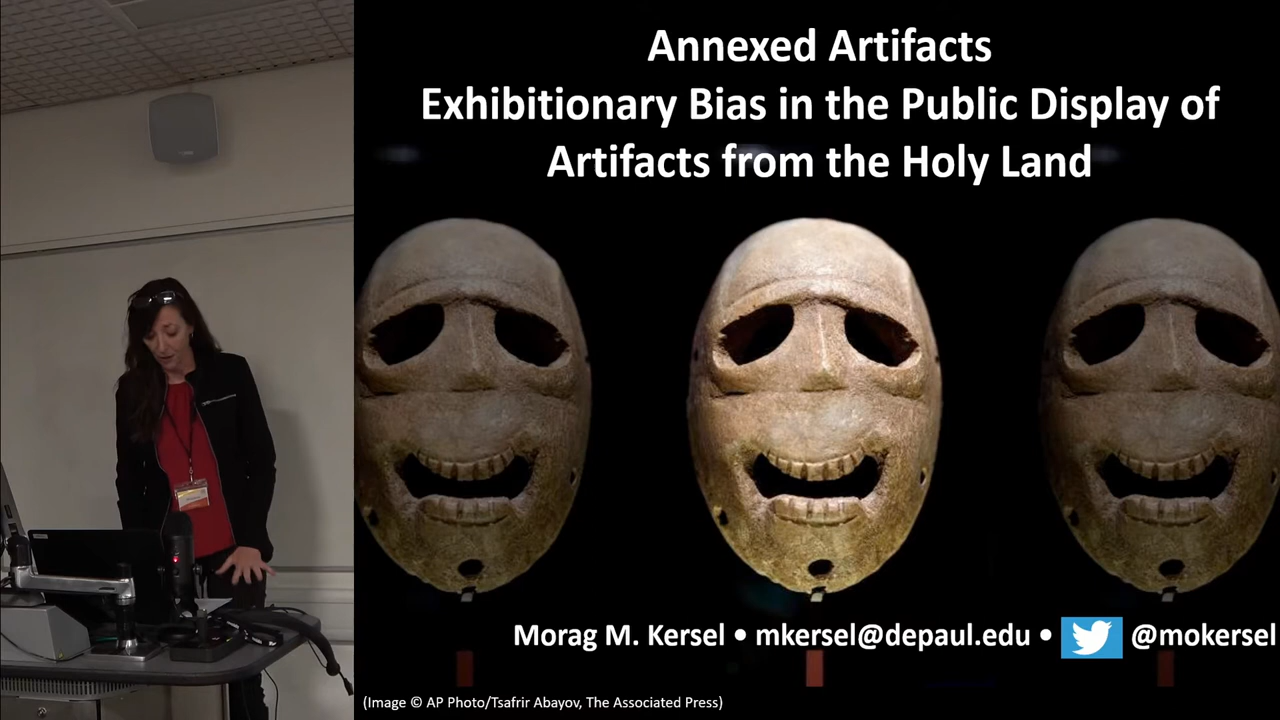 Annexed Artifacts
Exhibitionary Bias in the Public Display of
Artifacts from the Holy Land
Morag M. Kersel • mkersel@depaul.edu • @mokersel
(Image © AP Photo/Tsafrir Abayov, The Associated Press)